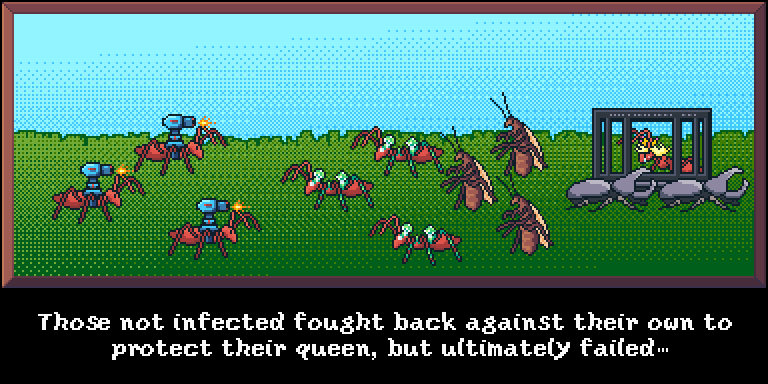 Those not infected fought back against their own to
protect their queen, but ultimately failed…